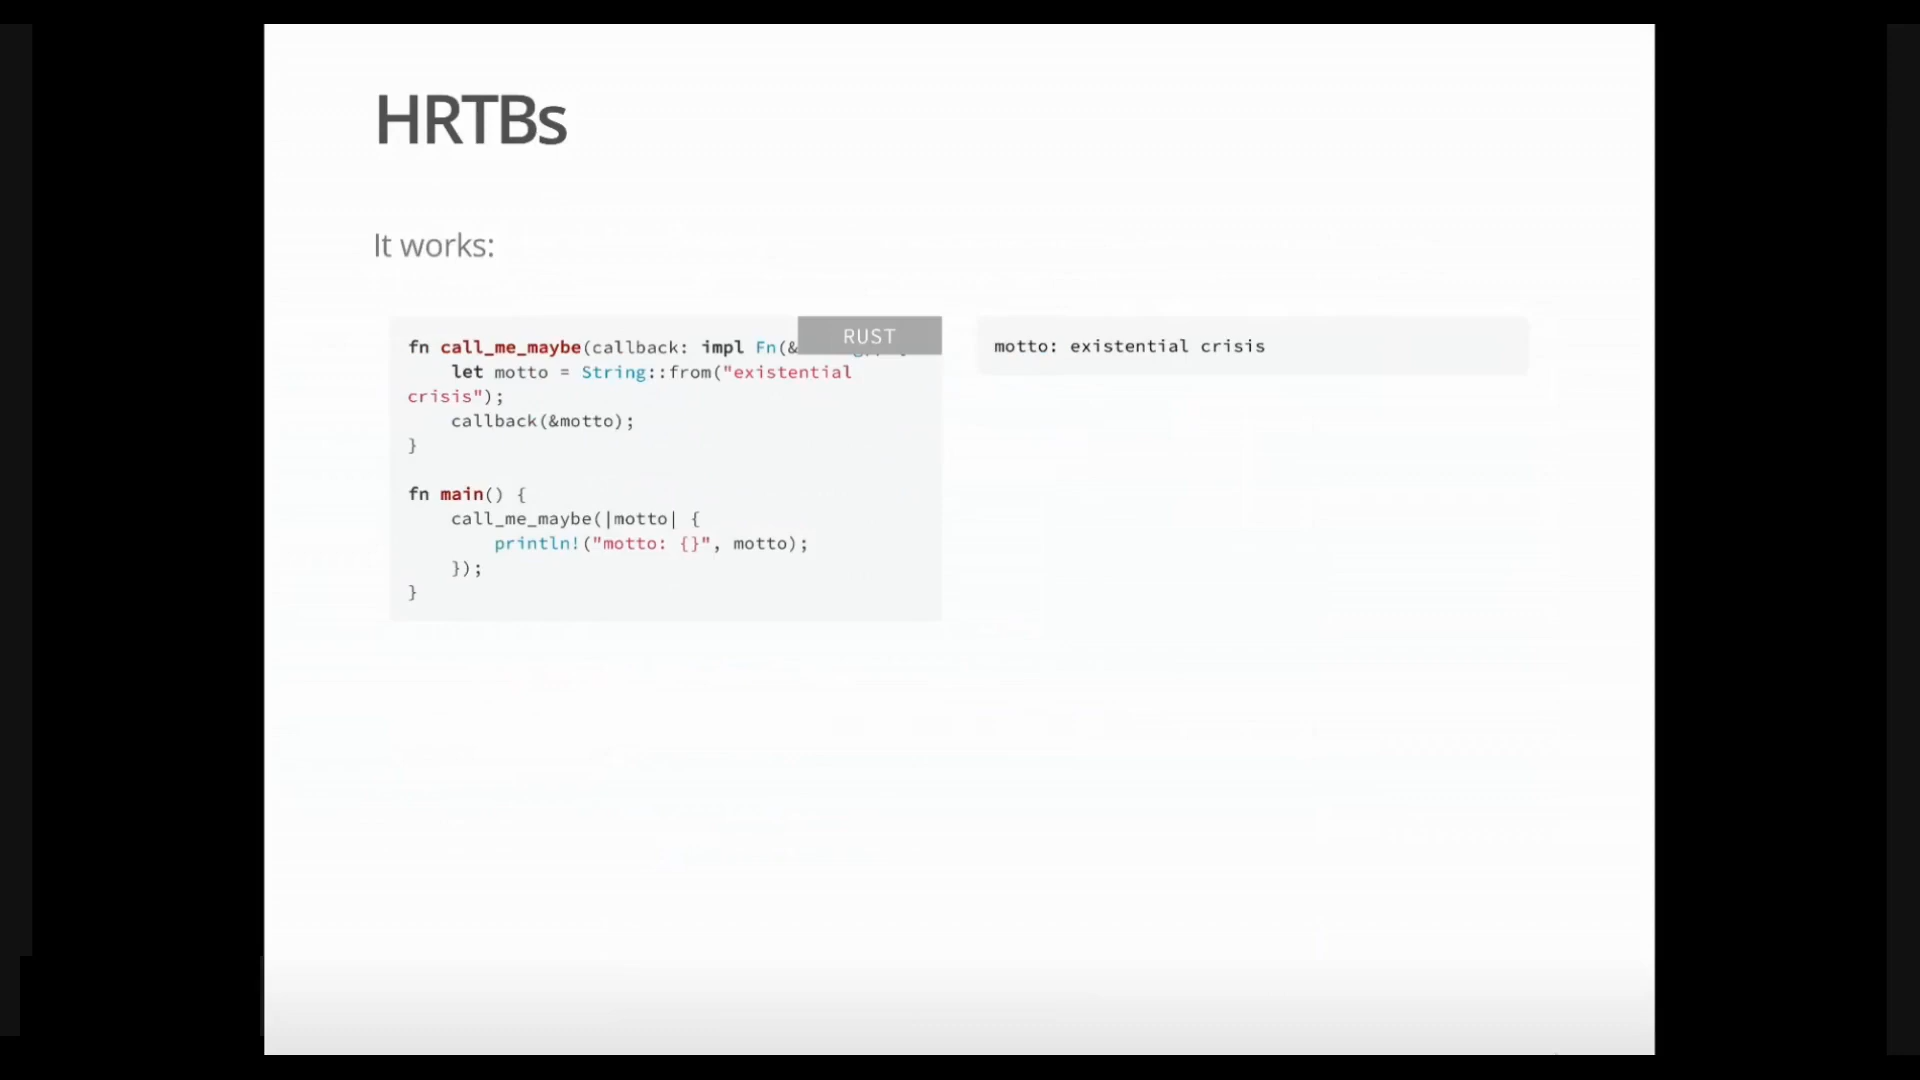 HRTBs
It works:
RUST
fn call_me_maybe(callback: impl Fn(&
let motto = String::from("existential
crisis");
callback(&motto);
}
fn main() {
call_me_maybe(|motto| {
println!("motto: {}", motto);
});
}
motto: existential crisis